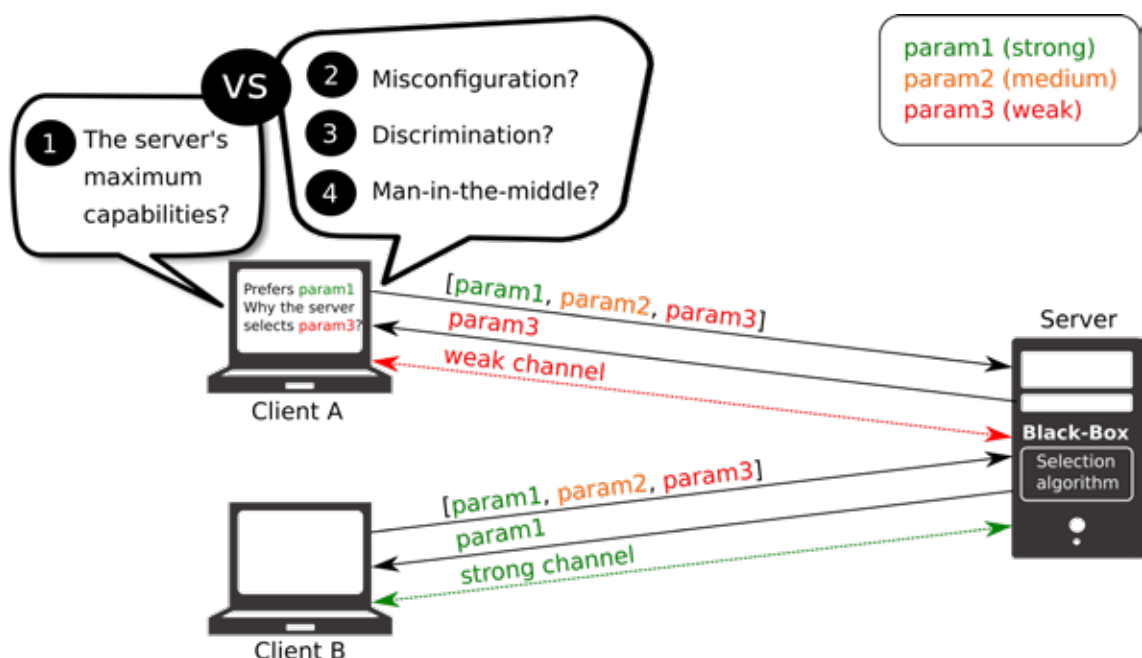 vs
1 The server's
maximum
capabilities?
2 Misconfiguration?
3 Discrimination?
4 Man-in-the-middle?
param1 (strong)
param2 (medium)
param3 (weak)
Prefers param1
Why the server
selects param3?
Client A
[param1, param2, param3]
param3
weak channel
Server
Black-Box
Selection
algorithm
[param1, param2, param3]
param1
strong channel
Client B